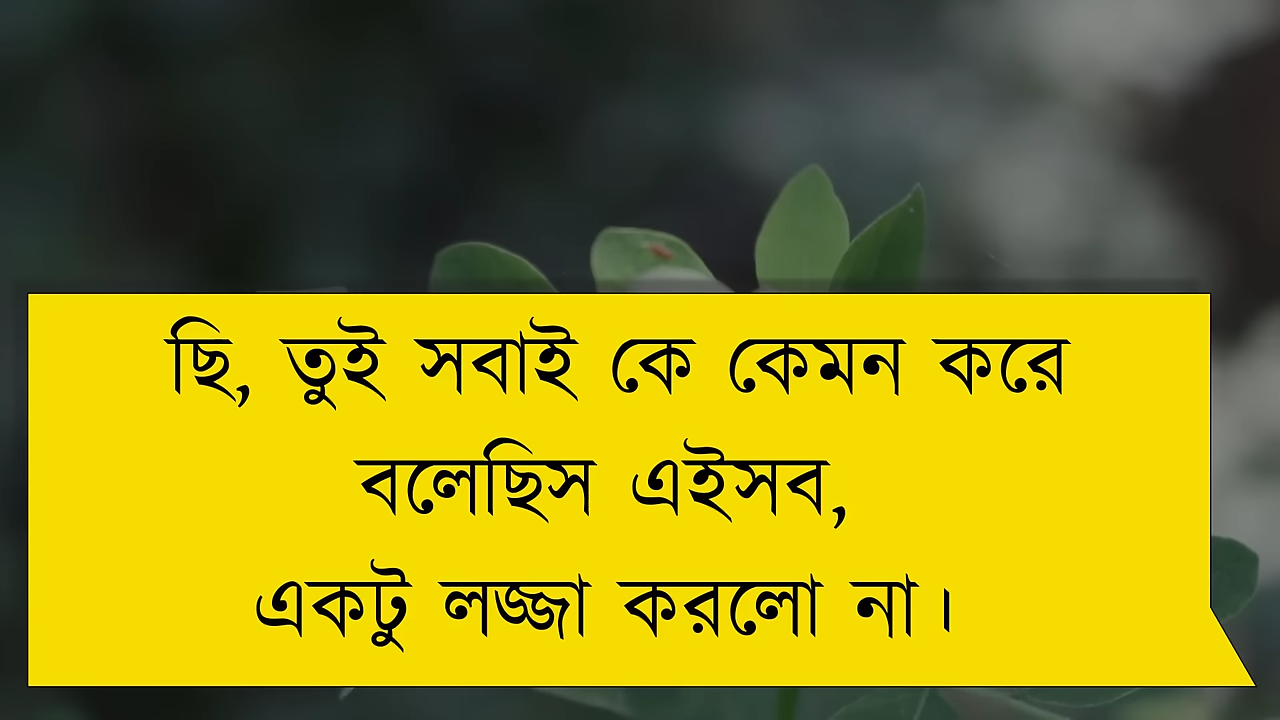 ছি, তুই সবাই কে কেমন করে
বলেছিস এইসব,
একটু লজ্জা করলো না।